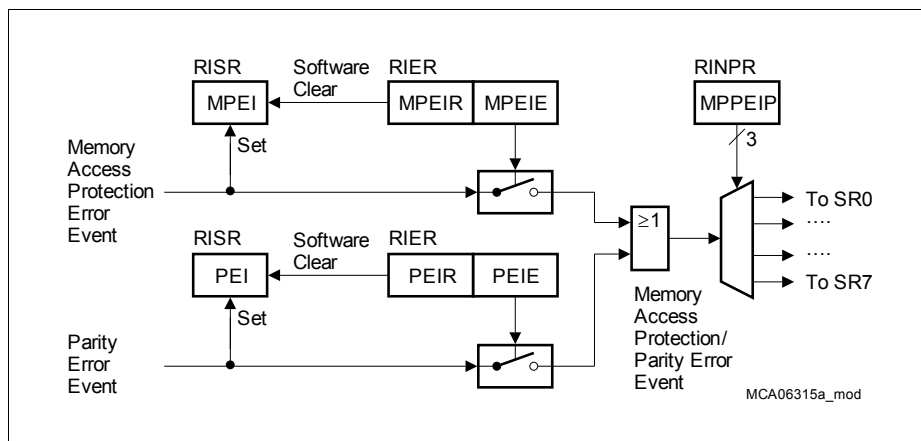 RISR
Software
Clear
RIER
RINPR
MPEI
MPEIR
MPEIE
MPPEIP
Set
3
Memory
Access
Protection
Error
Event
To SR0
....
....
To SR7
≥1
RISR
Software
Clear
RIER
PEI
PEIR
PEIE
Set
Memory
Access
Protection/
Parity Error
Event
Parity
Error
Event
MCA06315a_mod